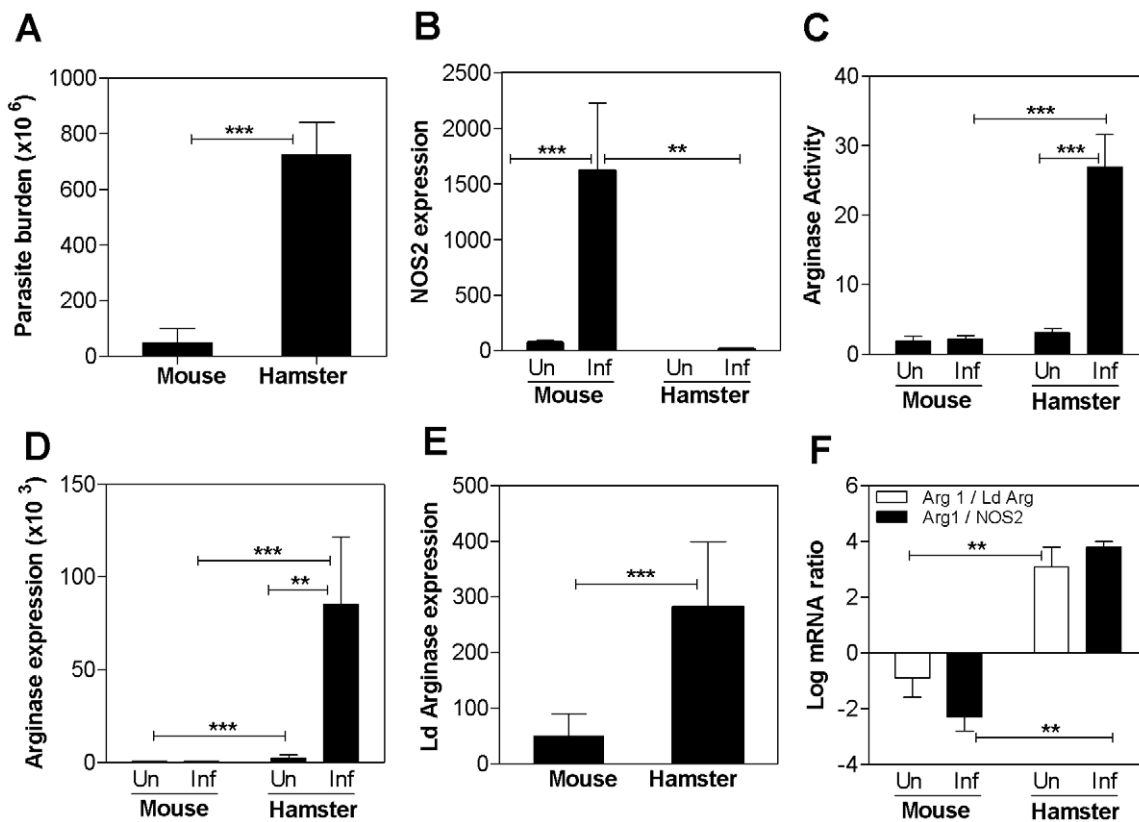 A
Parasite burden (x10 6)
1000
800
600
400
200
0
***
Mouse Hamster
B
NOS2 expression
2500
2000
1500
1000
500
0
*** **
Un Inf Un Inf
Mouse Hamster
C
Arginase Activity
40
30
20
10
0
***
***
Un Inf Un Inf
Mouse Hamster
D
Arginase expression (x10 3)
150
100
50
0
***
**
***
Un Inf Un Inf
Mouse Hamster
E
Ld Arginase expression
500
400
300
200
100
0
***
Mouse Hamster
F
Log mRNA ratio
6
4
2
0
-2
-4
Arg 1 / Ld Arg
Arg1 / NOS2
**
**
Un Inf Un Inf
Mouse Hamster